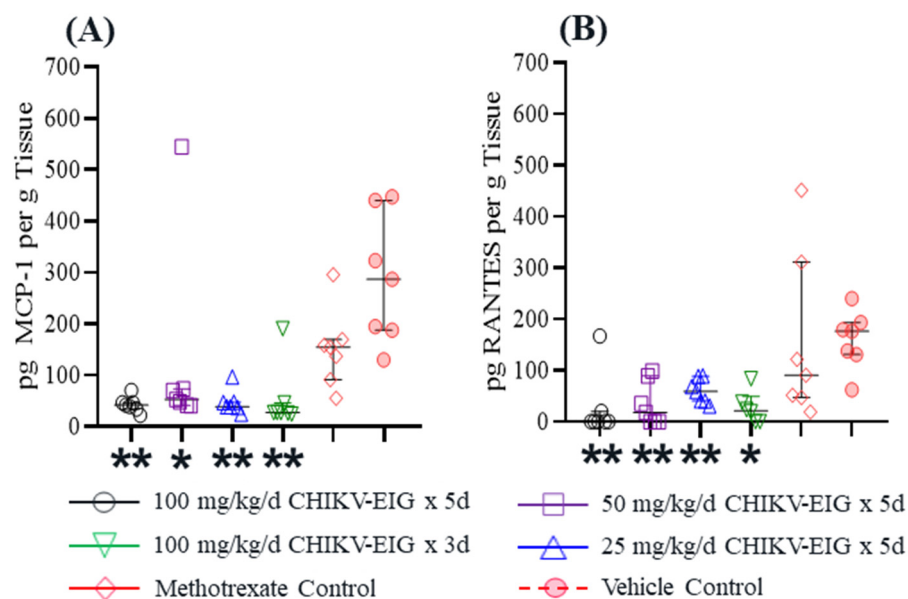 (A)
pg MCP-1 per g Tissue
700
600
500
400
300
200
100
0
** * ** **
(B)
pg RANTES per g Tissue
700
600
500
400
300
200
100
0
** ** ** *
100 mg/kg/d CHIKV-EIG x 5d
50 mg/kg/d CHIKV-EIG x 5d
100 mg/kg/d CHIKV-EIG x 3d
25 mg/kg/d CHIKV-EIG x 5d
Methotrexate Control
Vehicle Control